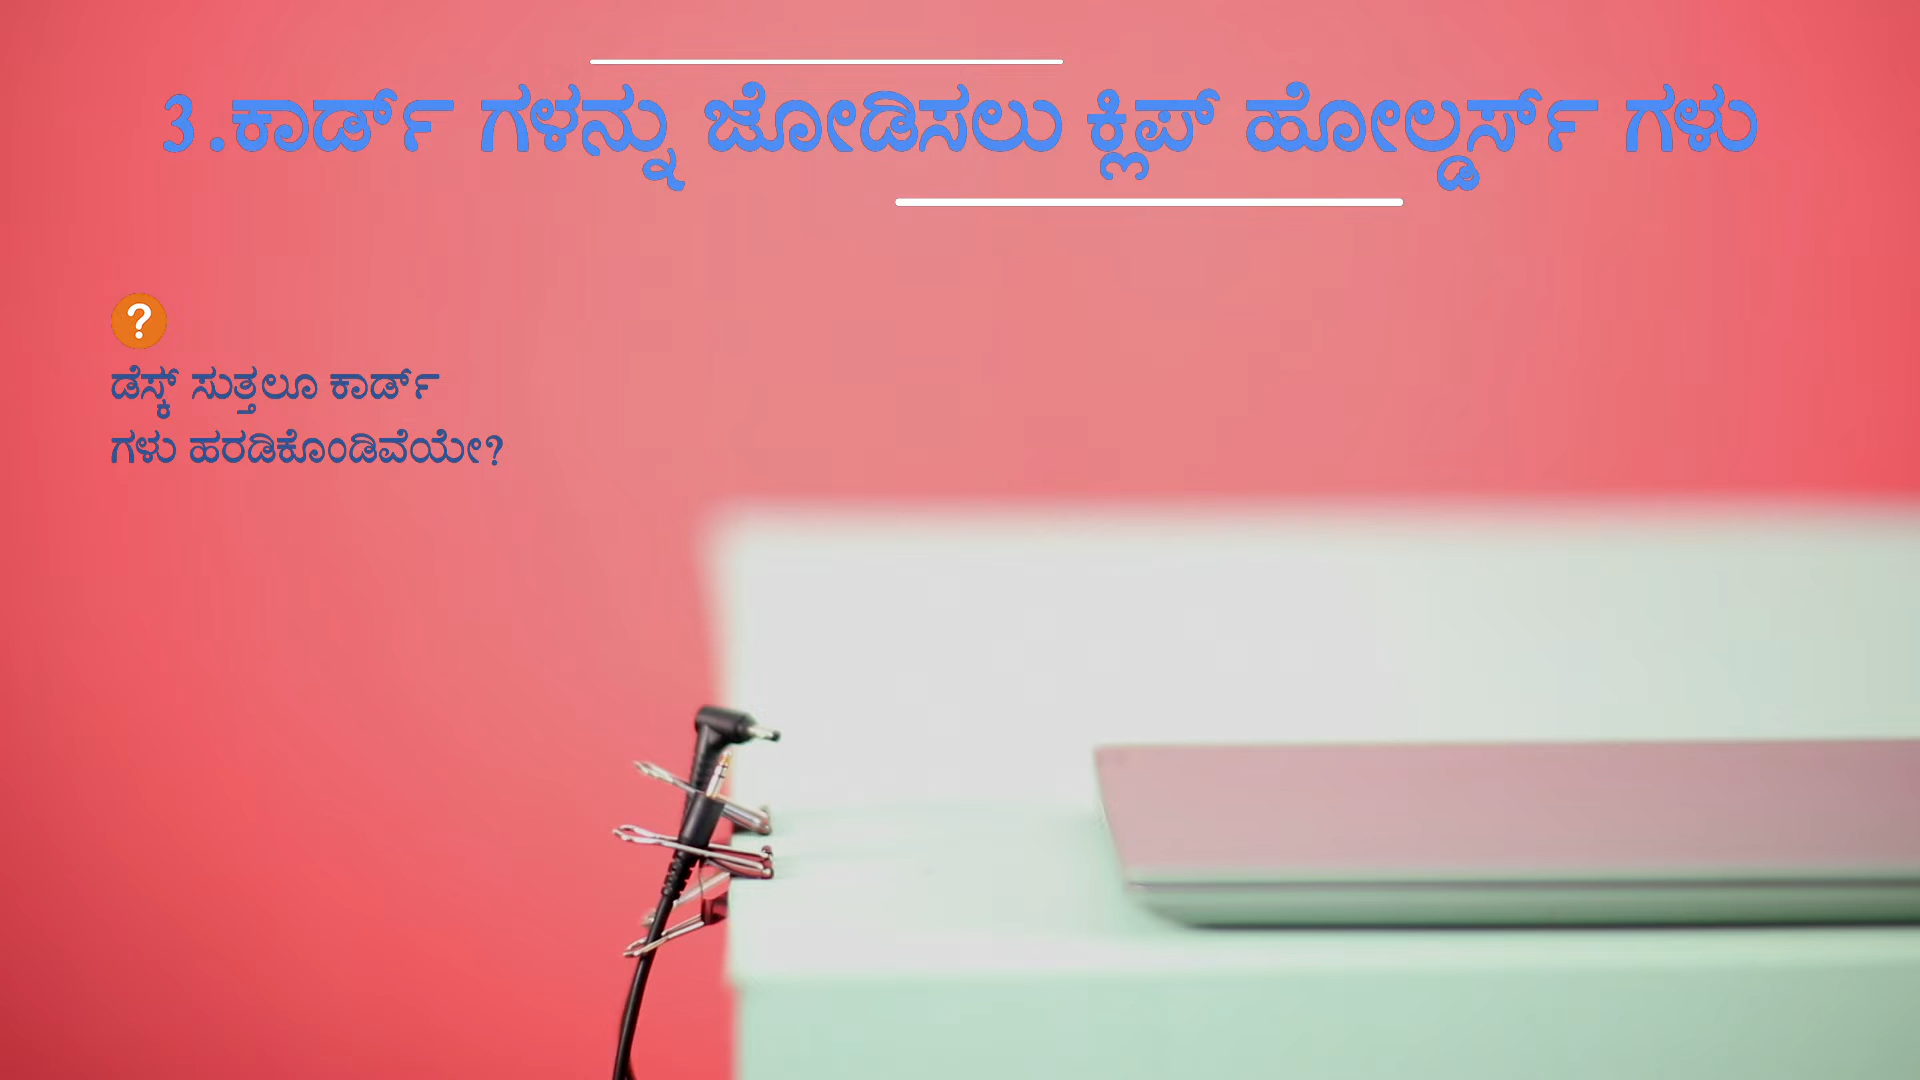 3.ಕಾರ್ಡ್ ಗಳನ್ನು ಜೋಡಿಸಲು ಕ್ಲಿಪ್ ಹೋಲ್ಡರ್ಸ್ ಗಳು
?
ಡೆಸ್ಕ್ ಸುತ್ತಲೂ ಕಾರ್ಡ್
ಗಳು ಹರಡಿಕೊಂಡಿವೆಯೇ?